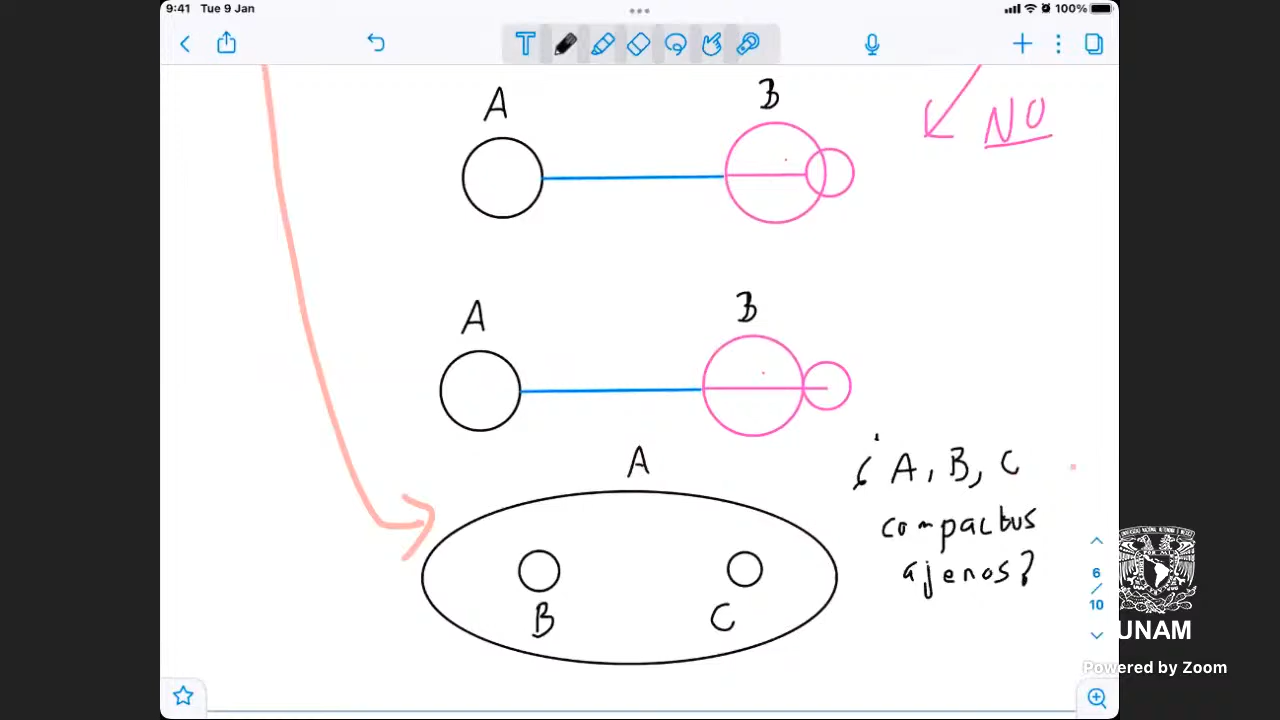 9:41 Tue 9 Jan 100%
T
A B
NO
A B
A
¿ A, B, C
compactos
ajenos?
B C
6
/
10
UNAM
Powered by Zoom